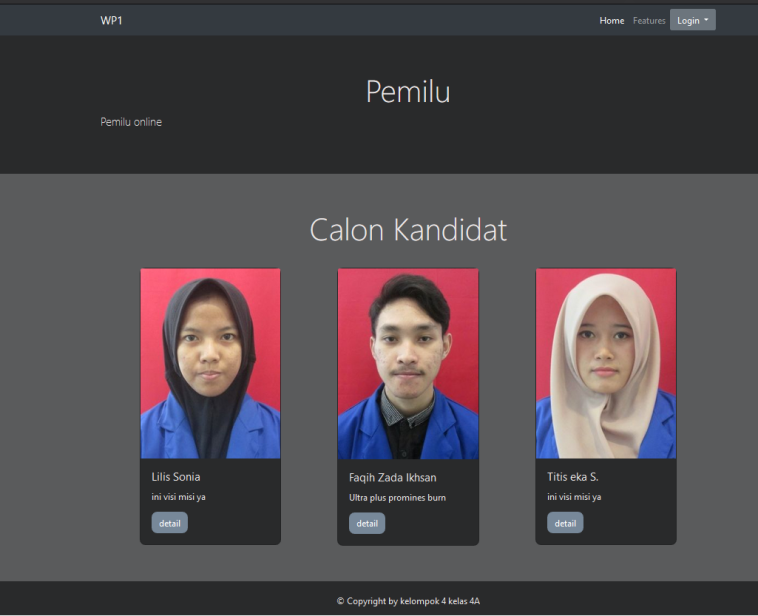 WP1
Home Features Login
Pemilu
Pemilu online
Calon Kandidat
Lilis Sonia
ini visi misi ya
detail
Faqih Zada Ikhsan
Ultra plus promines burn
detail
Titis eka S.
ini visi misi ya
detail
© Copyright by kelompok 4 kelas 4A